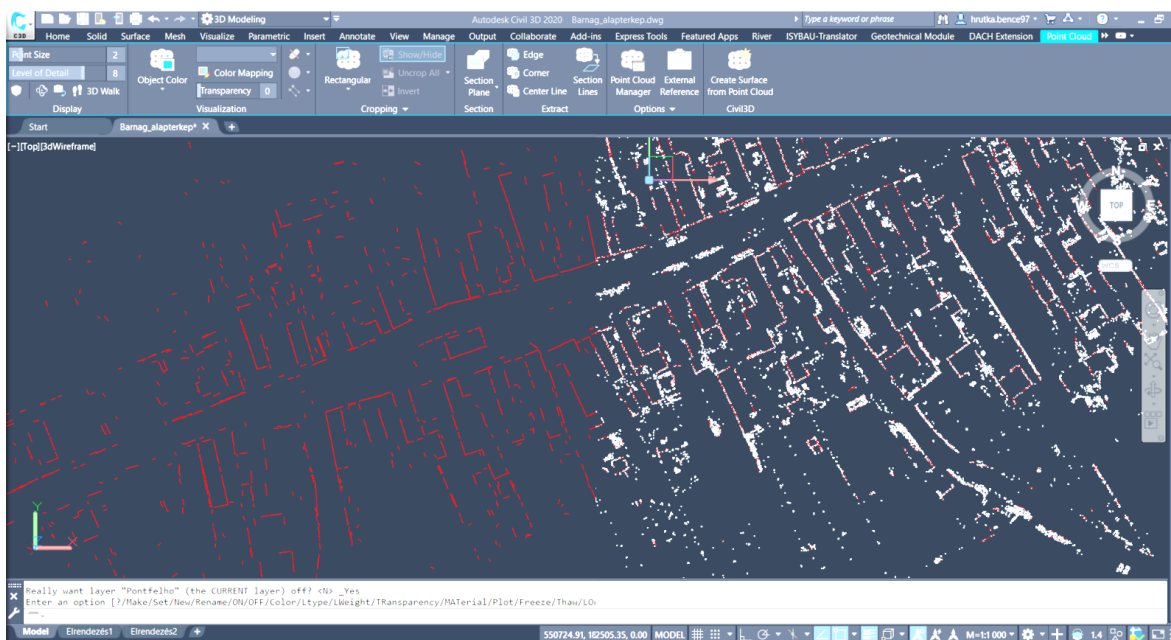 C3D
3D Modeling
Autodesk Civil 3D 2020 Barnag_alapterkep.dwg
Type a keyword or phrase
hrutka.bence97
Home Solid Surface Mesh Visualize Parametric Insert Annotate View Manage Output Collaborate Add-ins Express Tools Featured Apps River ISYBAU-Translator Geotechnical Module DACH Extension Point Cloud
Point Size 2
Level of Detail 8
3D Walk
Display
Object Color
Color Mapping
Transparency 0
Visualization
Rectangular
Show/Hide
Uncrop All
Invert
Cropping
Section
Plane
Section
Edge
Corner
Center Line
Section
Lines
Extract
Point Cloud
Manager
External
Reference
Options
Create Surface
from Point Cloud
Civil3D
Start Barnag_alapterkep*
[−][Top][3dWireframe]
N
W TOP E
S
WCS
Y
X
Really want layer "Pontfelho" (the CURRENT layer) off? <N> _Yes
Enter an option [?/Make/Set/New/Rename/ON/OFF/Color/Ltype/LWeight/TRansparency/MATerial/Plot/Freeze/Thaw/LO
Model Elrendezés1 Elrendezés2 +
550724.91, 182505.35, 0.00 MODEL M=1:1 000 1.4